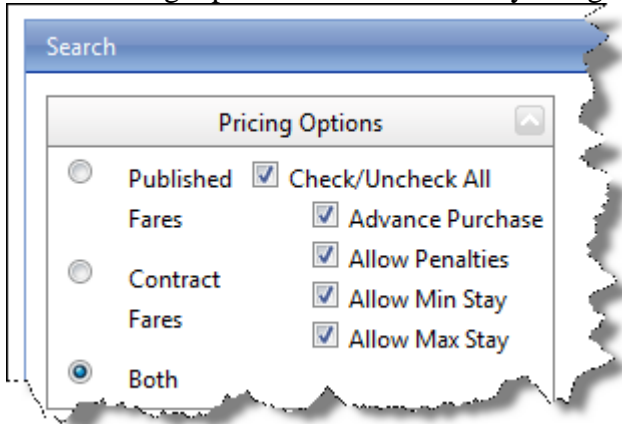 Search
Pricing Options
Published
Fares
Contract
Fares
Both
Check/Uncheck All
Advance Purchase
Allow Penalties
Allow Min Stay
Allow Max Stay